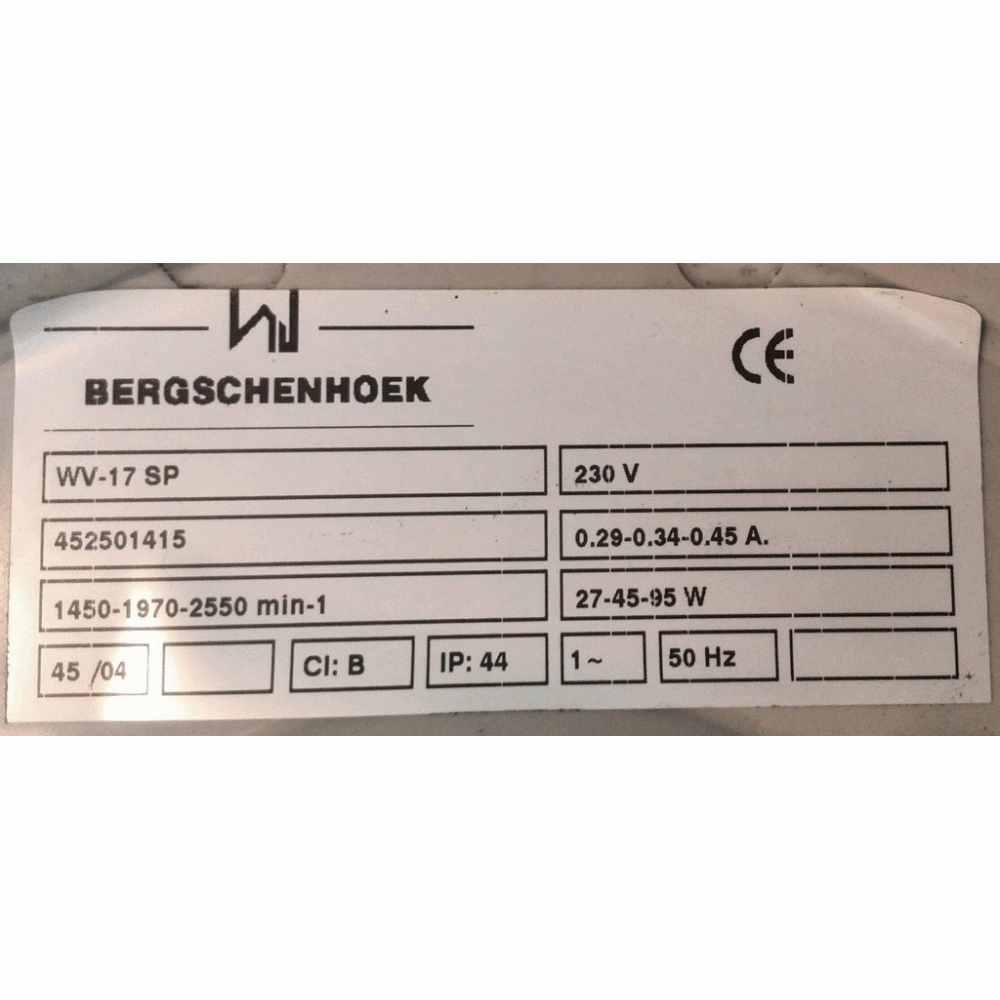 BERGSCHENHOEK
CE
WV-17 SP
230 V
452501415
0.29-0.34-0.45 A.
1450-1970-2550 min-1
27-45-95 W
45 /04
Cl: B
IP: 44
1~
50 Hz